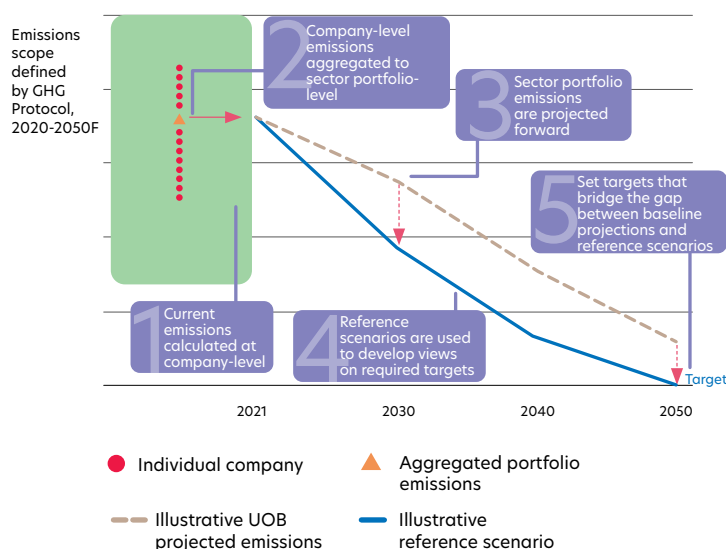 Emissions
scope
defined
by GHG
Protocol,
2020-2050F
2
Company-level
emissions
aggregated to
sector portfolio-
level
3
Sector portfolio
emissions
are projected
forward
5
Set targets that
bridge the gap
between baseline
projections and
reference scenarios
1
Current
emissions
calculated at
company-level
4
Reference
scenarios are used
to develop views
on required targets
Target
2021
2030
2040
2050
Individual company
Aggregated portfolio
emissions
Illustrative UOB
projected emissions
Illustrative
reference scenario